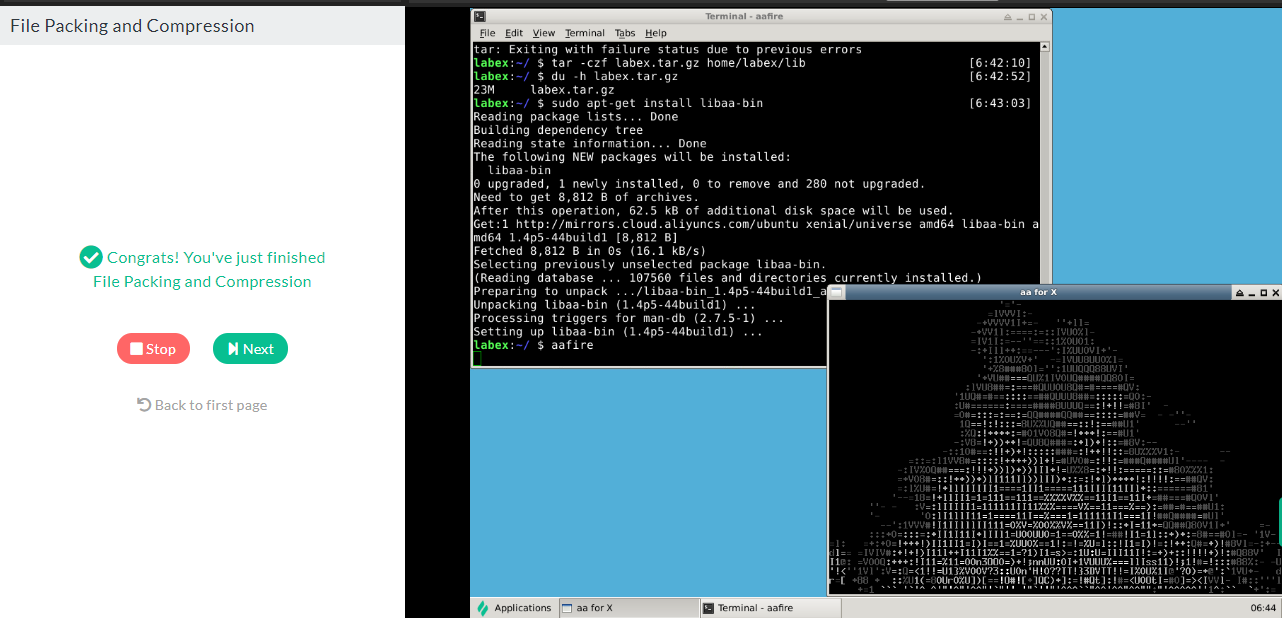 File Packing and Compression
Congrats! You've just finished
File Packing and Compression
Stop
Next
Back to first page
Terminal - aafire
File Edit View Terminal Tabs Help
tar: Exiting with failure status due to previous errors
labex:~/ $ tar -czf labex.tar.gz home/labex/lib [6:42:10]
labex:~/ $ du -h labex.tar.gz [6:42:52]
23M labex.tar.gz
labex:~/ $ sudo apt-get install libaa-bin [6:43:03]
Reading package lists... Done
Building dependency tree
Reading state information... Done
The following NEW packages will be installed:
libaa-bin
0 upgraded, 1 newly installed, 0 to remove and 280 not upgraded.
Need to get 8,812 B of archives.
After this operation, 62.5 kB of additional disk space will be used.
Get:1 http://mirrors.cloud.aliyuncs.com/ubuntu xenial/universe amd64 libaa-bin a
md64 1.4p5-44build1 [8,812 B]
Fetched 8,812 B in 0s (16.1 kB/s)
Selecting previously unselected package libaa-bin.
(Reading database ... 107560 files and directories currently installed.)
Preparing to unpack .../libaa-bin_1.4p5-44build1_a
Unpacking libaa-bin (1.4p5-44build1) ...
Processing triggers for man-db (2.7.5-1) ...
Setting up libaa-bin (1.4p5-44build1) ...
labex:~/ $ aafire
aa for X
Applications
aa for X
Terminal - aafire
06:44